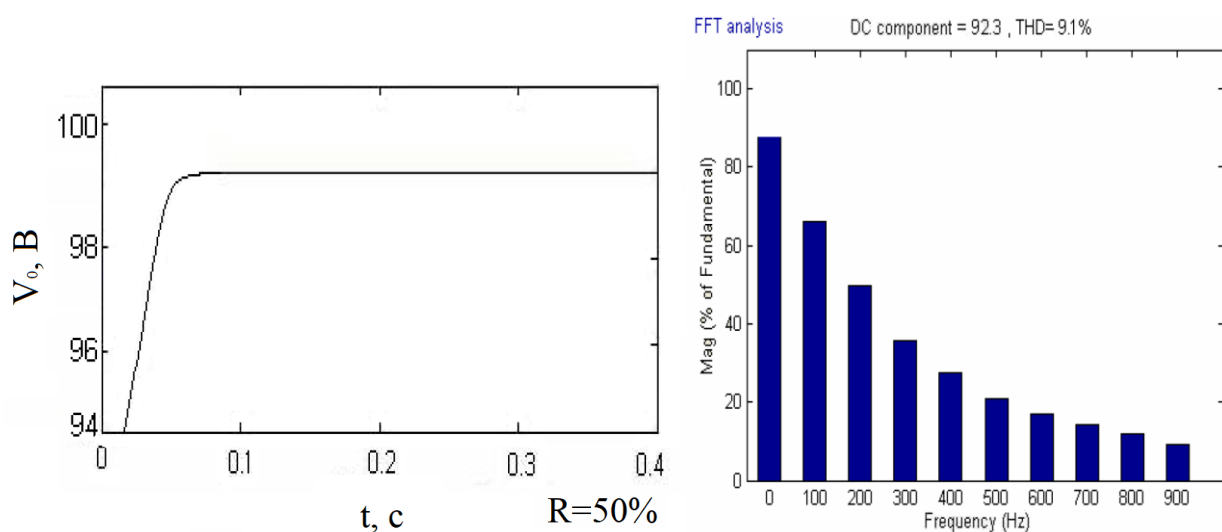 100
98
96
94
V₀, B
0
0.1
0.2
0.3
0.4
t, c
R=50%
FFT analysis
DC component = 92.3 , THD= 9.1%
100
80
60
40
20
0
Mag (% of Fundamental)
0 100 200 300 400 500 600 700 800 900
Frequency (Hz)